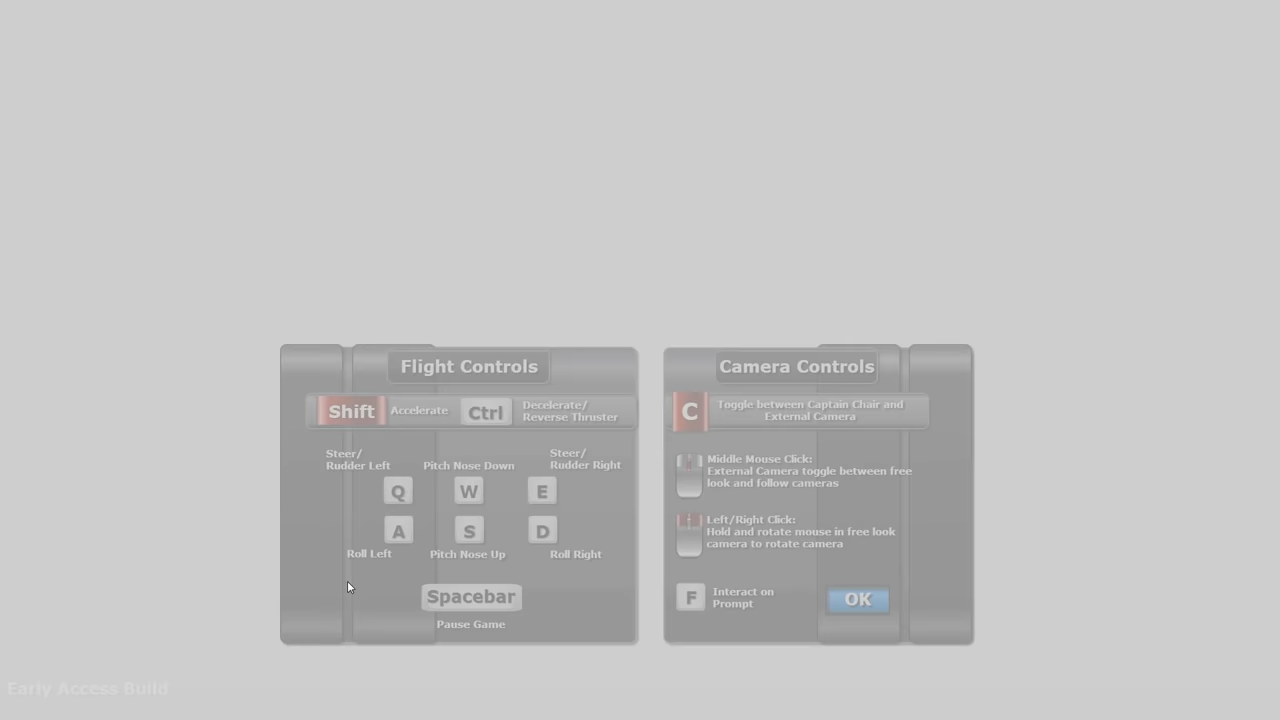 Flight Controls
Shift
Accelerate
Ctrl
Decelerate/
Reverse Thruster
Steer/
Rudder Left
Pitch Nose Down
Steer/
Rudder Right
Q
W
E
A
S
D
Roll Left
Pitch Nose Up
Roll Right
Spacebar
Pause Game
Camera Controls
C
Toggle between Captain Chair and
External Camera
Middle Mouse Click:
External Camera toggle between free
look and follow cameras
Left/Right Click:
Hold and rotate mouse in free look
camera to rotate camera
F
Interact on
Prompt
OK
Early Access Build